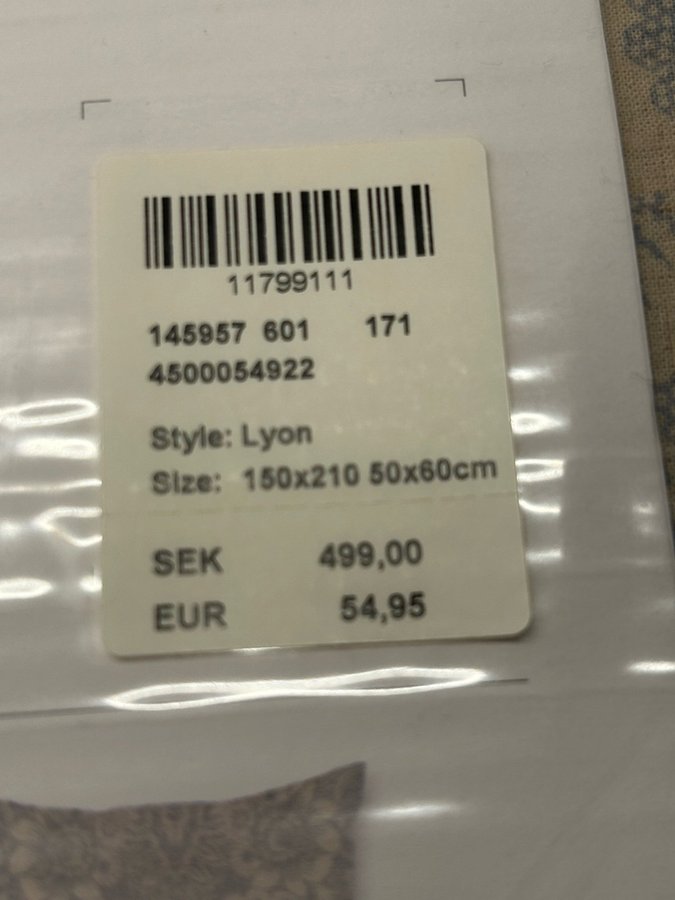 11799111
145957 601 171
4500054922
Style: Lyon
Size: 150x210 50x60cm
SEK 499,00
EUR 54,95